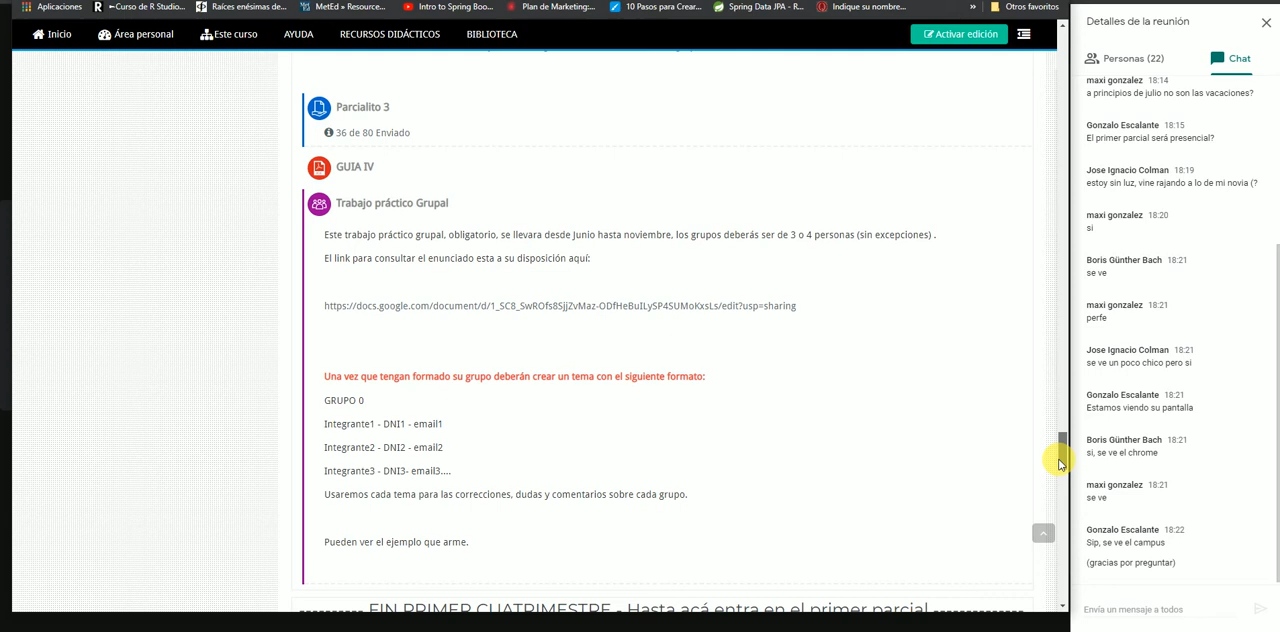 Aplicaciones
Curso de R Studio...
Raíces enésimas de...
MetEd » Resource...
Intro to Spring Boo...
Plan de Marketing:...
10 Pasos para Crear...
Spring Data JPA - R...
Indique su nombre...
»
Otros favoritos
Inicio
Área personal
Este curso
AYUDA
RECURSOS DIDÁCTICOS
BIBLIOTECA
Activar edición
Parcialito 3
36 de 80 Enviado
GUIA IV
Trabajo práctico Grupal
Este trabajo práctico grupal, obligatorio, se llevara desde Junio hasta noviembre, los grupos deberás ser de 3 o 4 personas (sin excepciones) .
El link para consultar el enunciado esta a su disposición aquí:
https://docs.google.com/document/d/1_SC8_SwROfs8SjjZvMaz-ODfHeBuILySP4SUMoKxsLs/edit?usp=sharing
Una vez que tengan formado su grupo deberán crear un tema con el siguiente formato:
GRUPO 0
Integrante1 - DNI1 - email1
Integrante2 - DNI2 - email2
Integrante3 - DNI3- email3....
Usaremos cada tema para las correcciones, dudas y comentarios sobre cada grupo.
Pueden ver el ejemplo que arme.
---------- FIN PRIMER CUATRIMESTRE - Hasta acá entra en el primer parcial --------------
Detalles de la reunión
Personas (22)
Chat
maxi gonzalez 18:14
a principios de julio no son las vacaciones?
Gonzalo Escalante 18:15
El primer parcial será presencial?
Jose Ignacio Colman 18:19
estoy sin luz, vine rajando a lo de mi novia (?
maxi gonzalez 18:20
si
Boris Günther Bach 18:21
se ve
maxi gonzalez 18:21
perfe
Jose Ignacio Colman 18:21
se ve un poco chico pero si
Gonzalo Escalante 18:21
Estamos viendo su pantalla
Boris Günther Bach 18:21
si, se ve el chrome
maxi gonzalez 18:21
se ve
Gonzalo Escalante 18:22
Sip, se ve el campus
(gracias por preguntar)
Envía un mensaje a todos